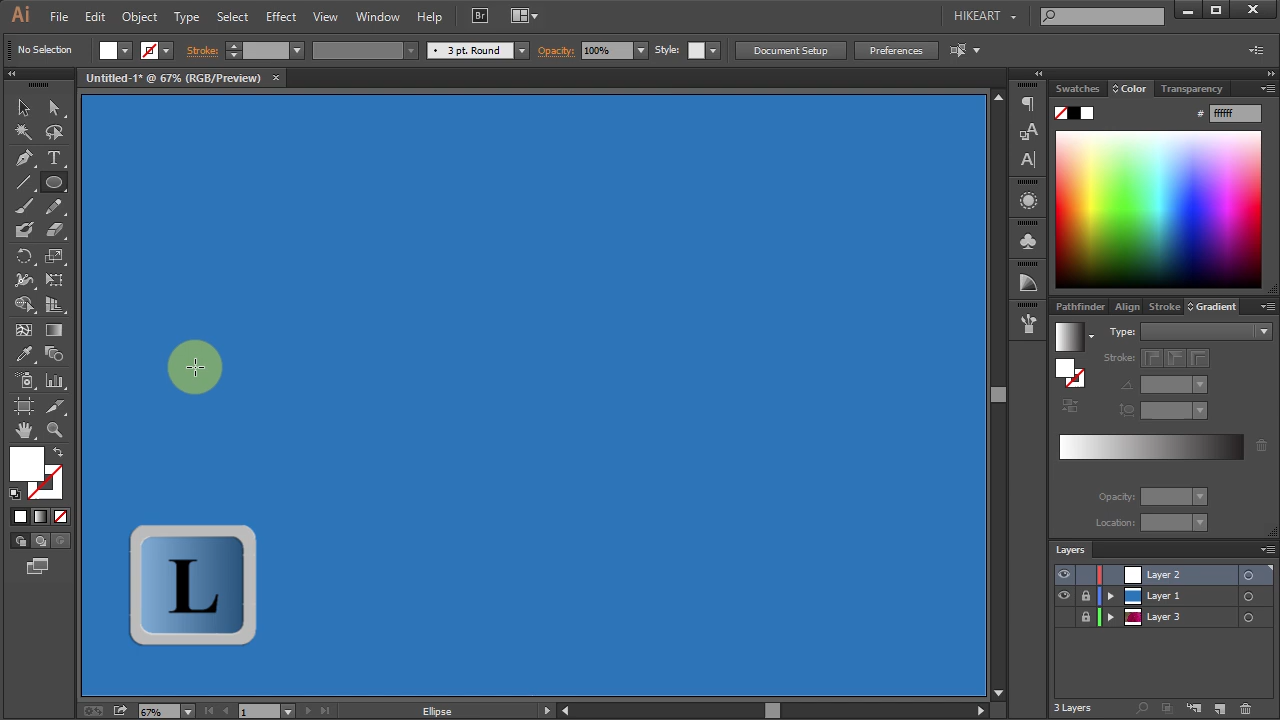 Ai File Edit Object Type Select Effect View Window Help Br HIKEART
No Selection Stroke: 3 pt. Round Opacity: 100% Style: Document Setup Preferences
Untitled-1* @ 67% (RGB/Preview) ×
Swatches Color Transparency
# ffffff
Pathfinder Align Stroke Gradient
Type:
Stroke:
Opacity:
Location:
L
Layers
Layer 2
Layer 1
Layer 3
3 Layers
67% 1 Ellipse